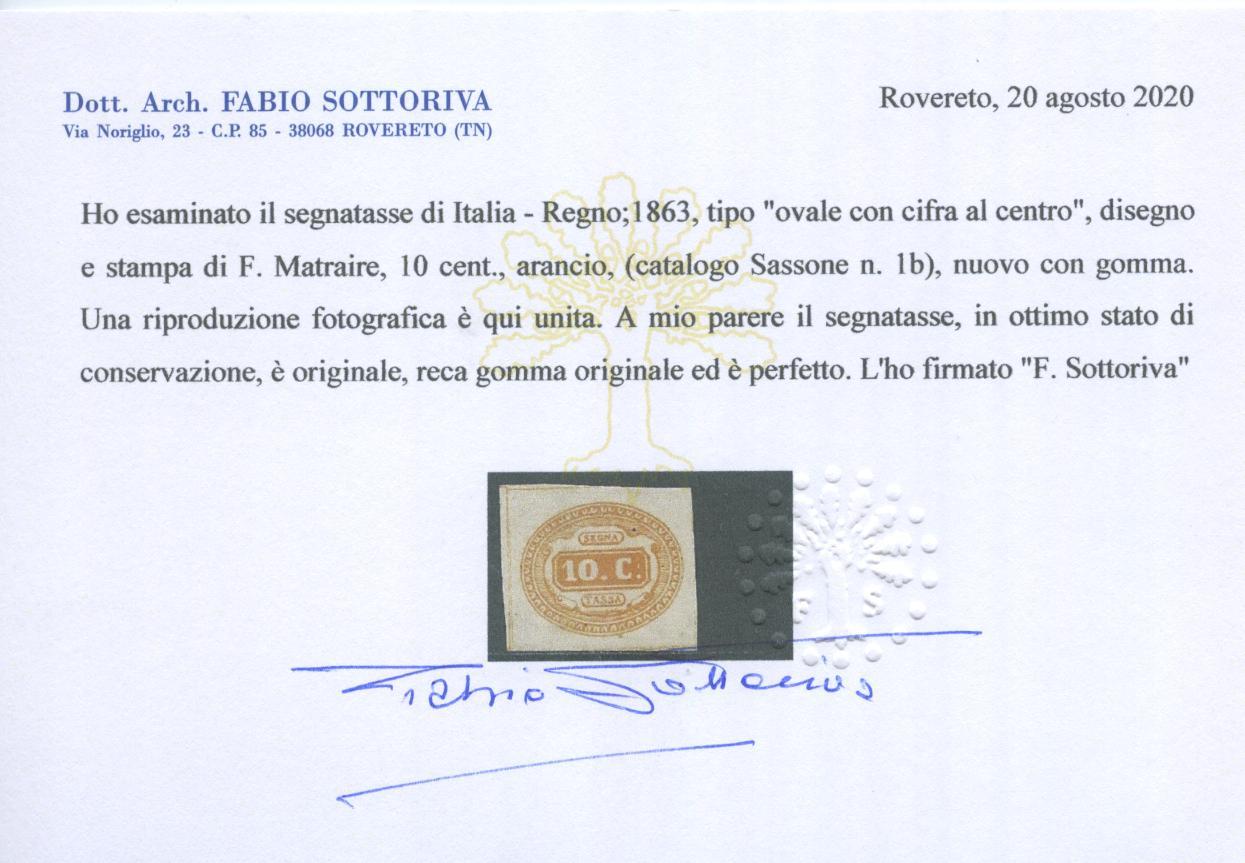 Dott. Arch. FABIO SOTTORIVA
Via Noriglio, 23 - C.P. 85 - 38068 ROVERETO (TN)
Rovereto, 20 agosto 2020
Ho esaminato il segnatasse di Italia - Regno;1863, tipo "ovale con cifra al centro", disegno
e stampa di F. Matraire, 10 cent., arancio, (catalogo Sassone n. 1b), nuovo con gomma.
Una riproduzione fotografica è qui unita. A mio parere il segnatasse, in ottimo stato di
conservazione, è originale, reca gomma originale ed è perfetto. L'ho firmato "F. Sottoriva"
SEGNA
10. C.
TASSA
F S
Fabio Sottoriva